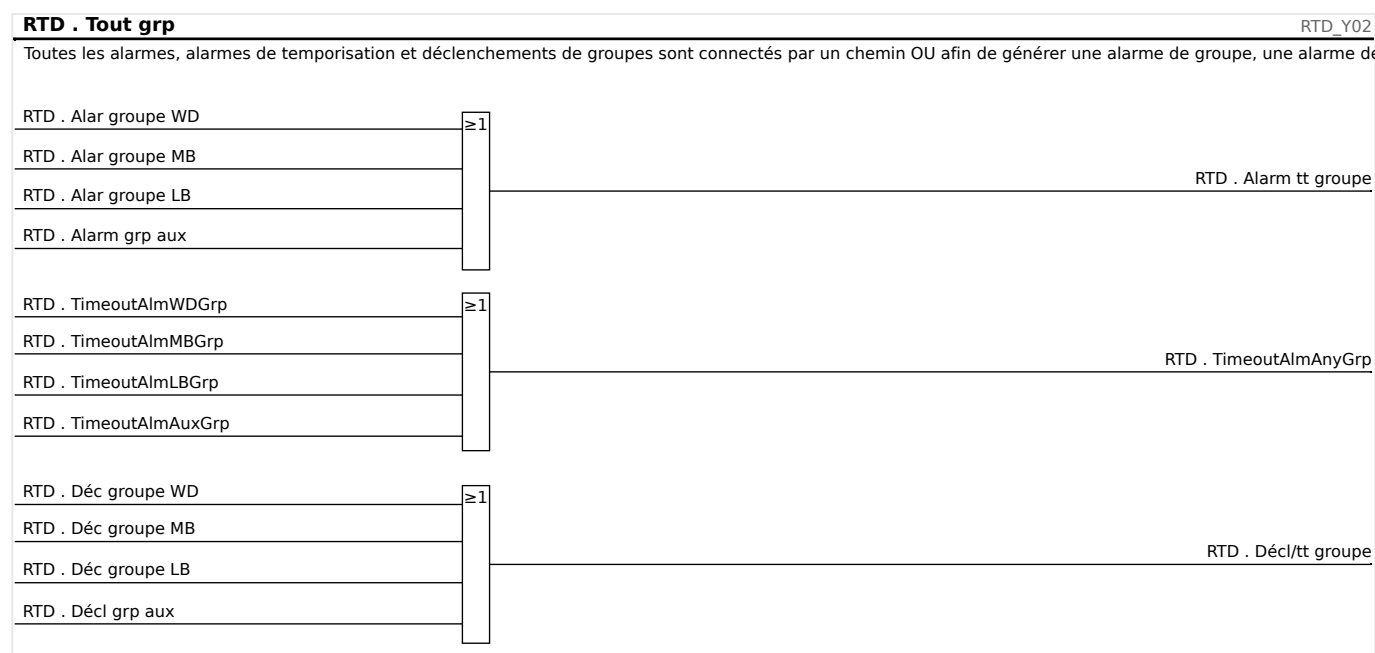 RTD . Tout grp
RTD_Y02
Toutes les alarmes, alarmes de temporisation et déclenchements de groupes sont connectés par un chemin OU afin de générer une alarme de groupe, une alarme de
RTD . Alar groupe WD
≥1
RTD . Alar groupe MB
RTD . Alarm tt groupe
RTD . Alar groupe LB
RTD . Alarm grp aux
RTD . TimeoutAlmWDGrp
≥1
RTD . TimeoutAlmMBGrp
RTD . TimeoutAlmAnyGrp
RTD . TimeoutAlmLBGrp
RTD . TimeoutAlmAuxGrp
RTD . Déc groupe WD
≥1
RTD . Déc groupe MB
RTD . Décl/tt groupe
RTD . Déc groupe LB
RTD . Décl grp aux